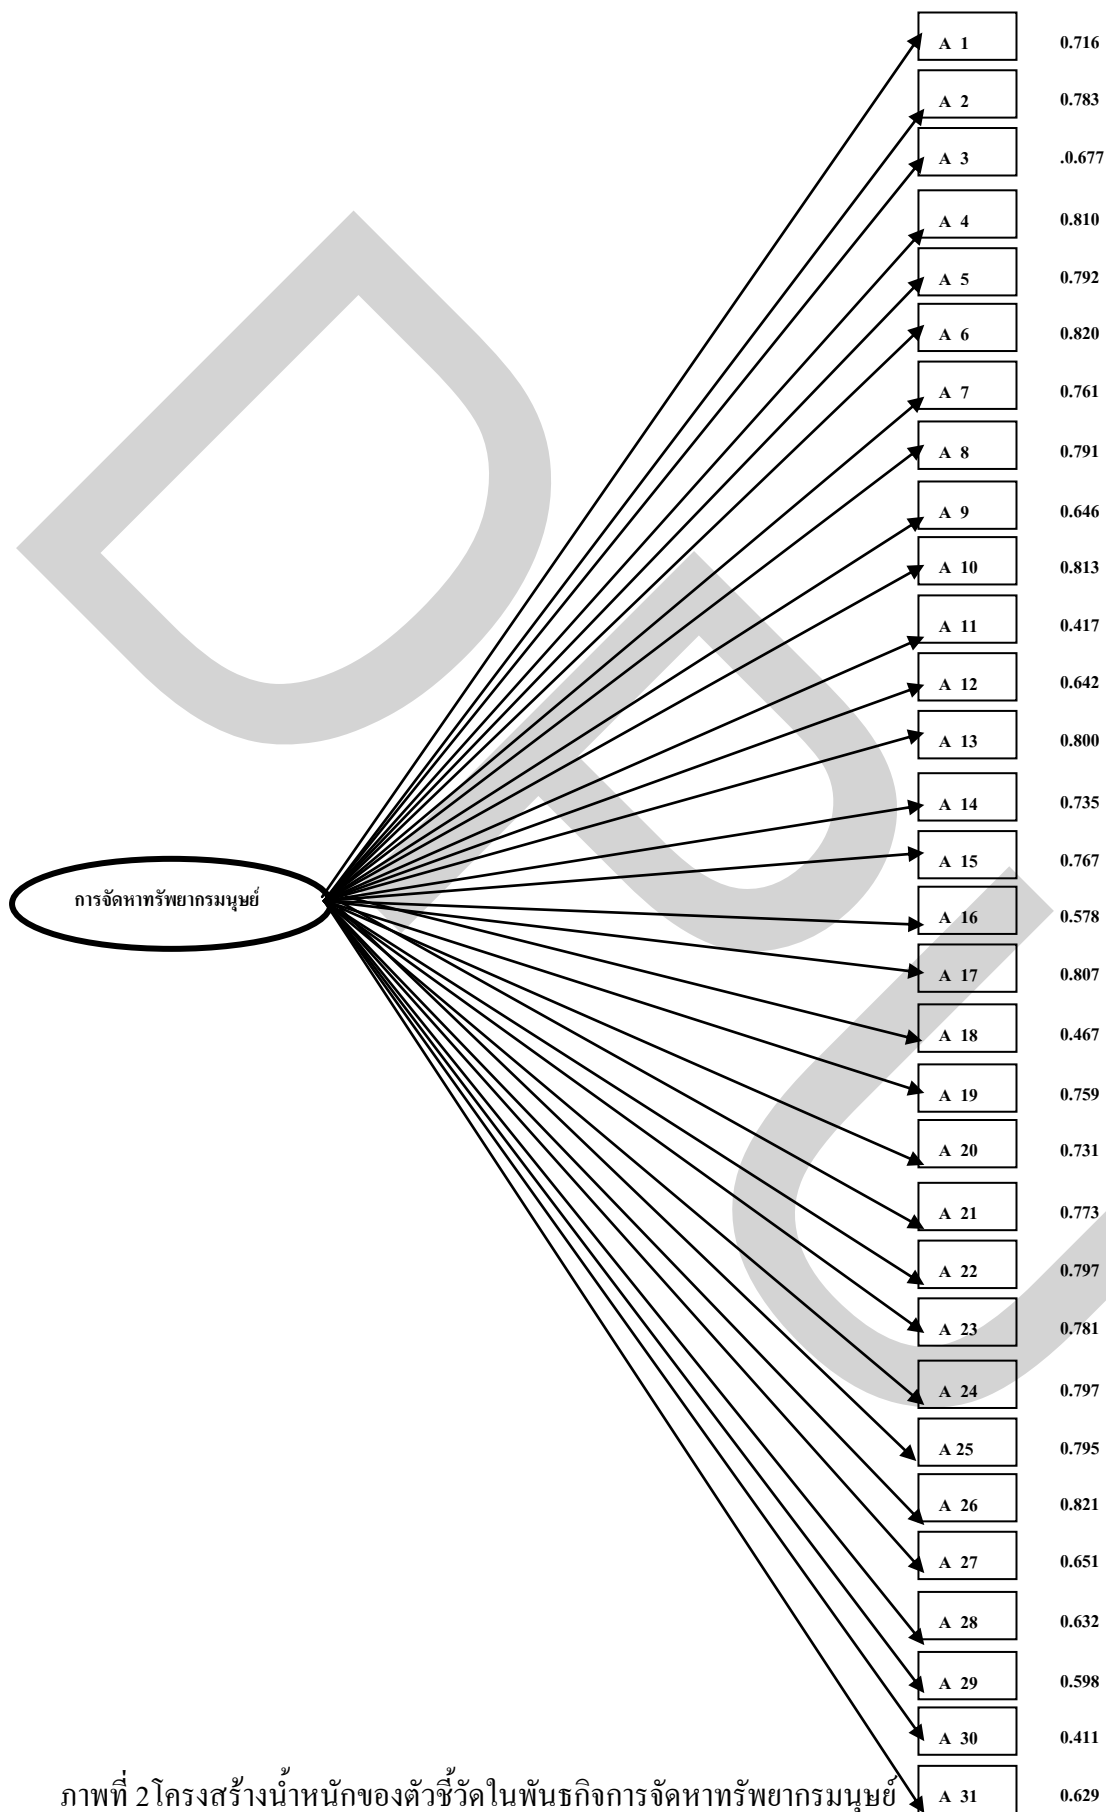 A 1 0.716
A 2 0.783
A 3 .0.677
A 4 0.810
A 5 0.792
A 6 0.820
A 7 0.761
A 8 0.791
A 9 0.646
A 10 0.813
A 11 0.417
A 12 0.642
A 13 0.800
A 14 0.735
A 15 0.767
การจัดหาทรัพยากรมนุษย์
A 16 0.578
A 17 0.807
A 18 0.467
A 19 0.759
A 20 0.731
A 21 0.773
A 22 0.797
A 23 0.781
A 24 0.797
A 25 0.795
A 26 0.821
A 27 0.651
A 28 0.632
A 29 0.598
A 30 0.411
A 31 0.629
ภาพที่ 2โครงสร้างน้ำหนักของตัวชี้วัดในพันธกิจการจัดหาทรัพยากรมนุษย์